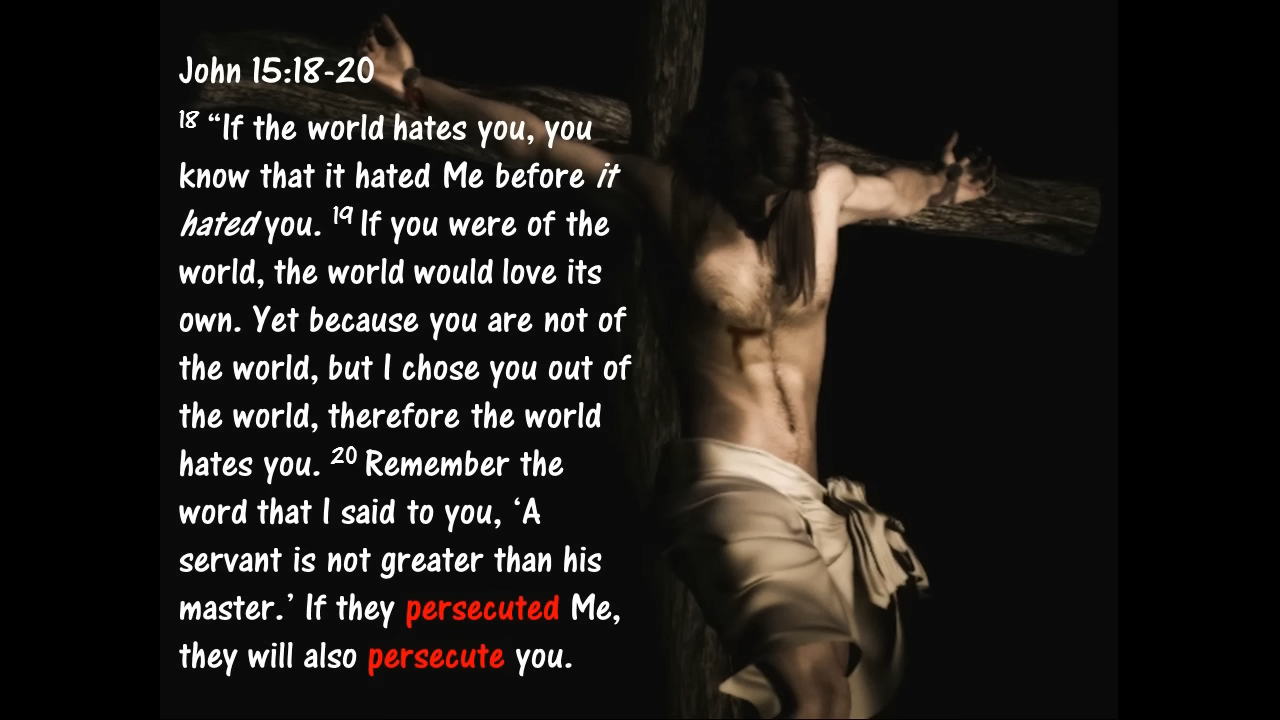 John 15:18-20
18 “If the world hates you, you
know that it hated Me before it
hated you. 19 If you were of the
world, the world would love its
own. Yet because you are not of
the world, but I chose you out of
the world, therefore the world
hates you. 20 Remember the
word that I said to you, ‘A
servant is not greater than his
master.’ If they persecuted Me,
they will also persecute you.